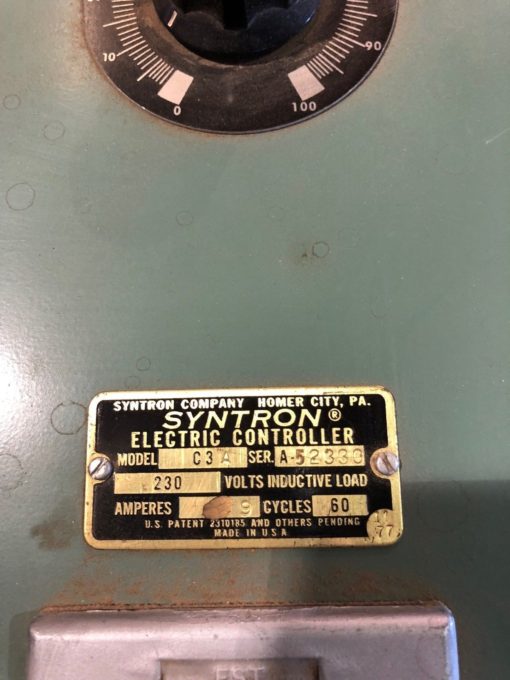 10
90
0
100
SYNTRON COMPANY HOMER CITY, PA.
SYNTRON®
ELECTRIC CONTROLLER
MODEL C3A SER. A-52330
230 VOLTS INDUCTIVE LOAD
AMPERES 9 CYCLES 60
U.S. PATENT 2310185 AND OTHERS PENDING
MADE IN U.S.A.
77